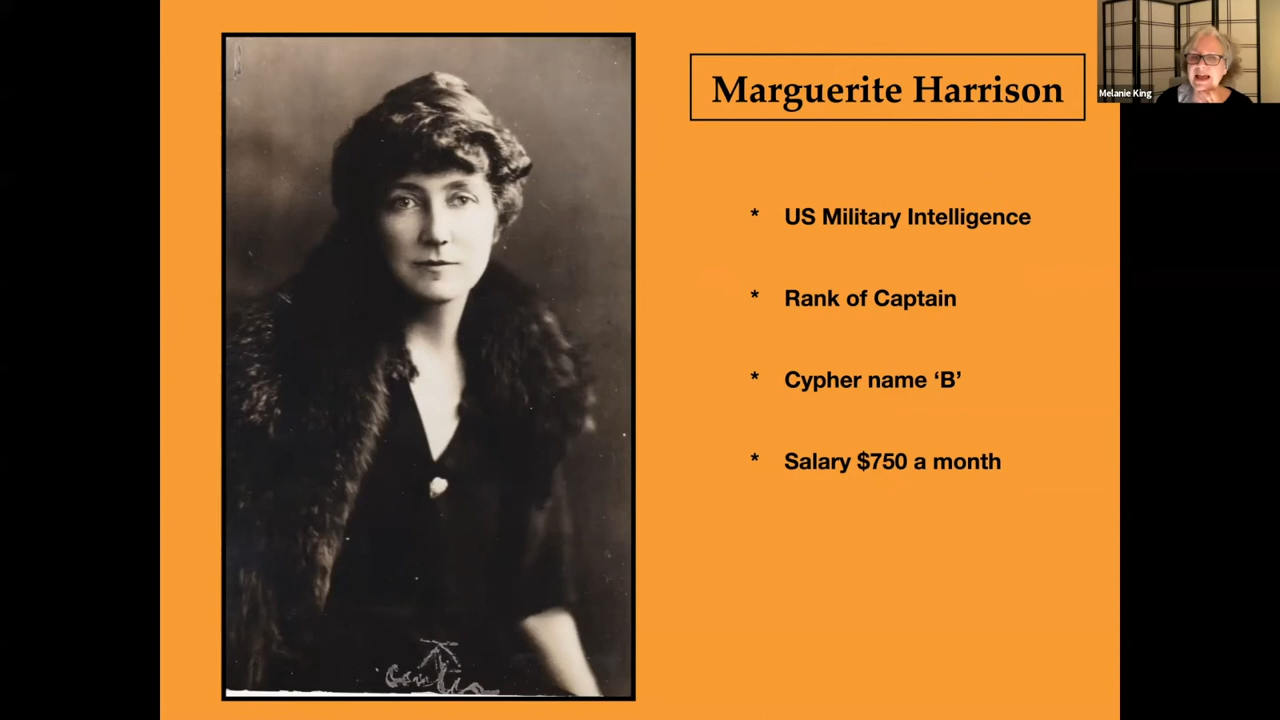 Marguerite Harrison
Melanie King
* US Military Intelligence
* Rank of Captain
* Cypher name ‘B’
* Salary $750 a month